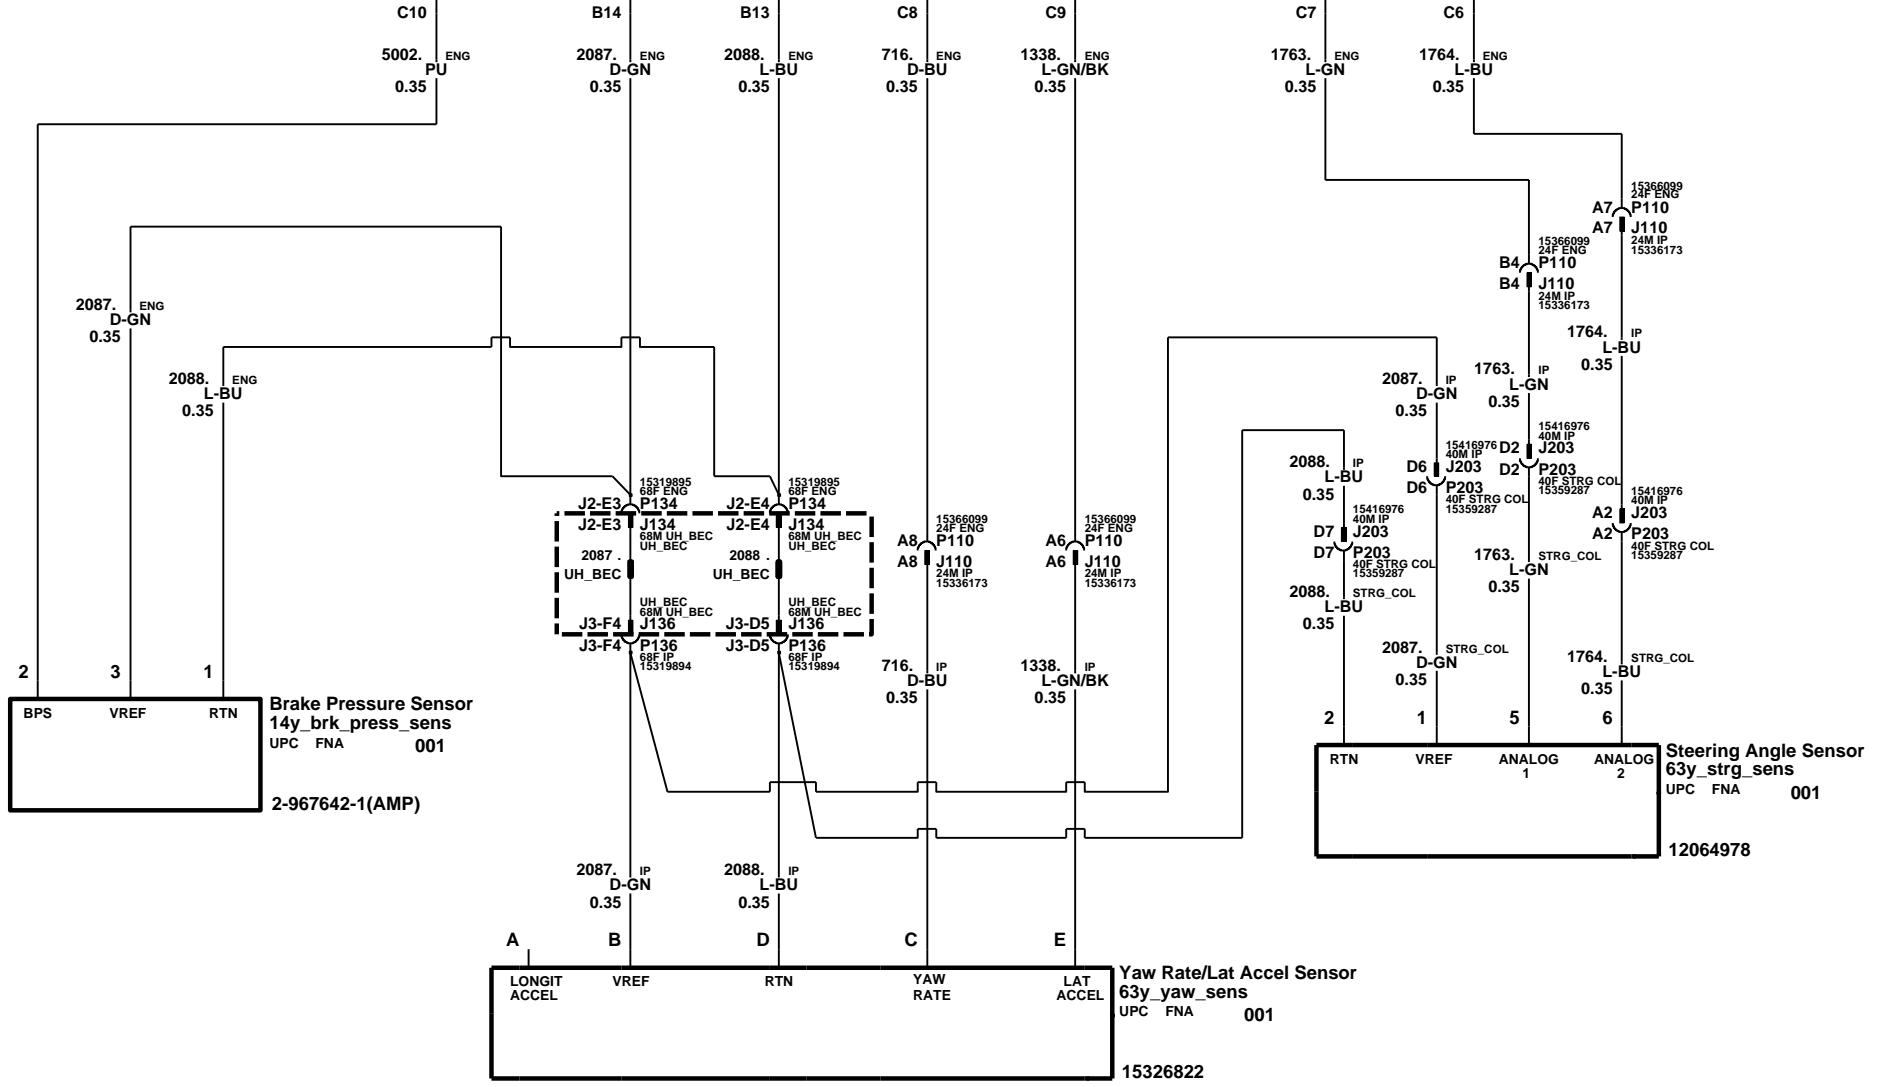 C10
B14
B13
C8
C9
C7
C6
5002. ENG
PU
0.35
2087. ENG
D-GN
0.35
2088. ENG
L-BU
0.35
716. ENG
D-BU
0.35
1338. ENG
L-GN/BK
0.35
1763. ENG
L-GN
0.35
1764. ENG
L-BU
0.35
15366099
24F ENG
A7 P110
A7 J110
24M IP
15336173
15366099
24F ENG
B4 P110
B4 J110
24M IP
15336173
2087. ENG
D-GN
0.35
2088. ENG
L-BU
0.35
1764. IP
L-BU
0.35
1763. IP
L-GN
0.35
2087. IP
D-GN
0.35
2088. IP
L-BU
0.35
15416976
40M IP
D2 J203
D2 P203
40F STRG COL
15359287
15416976
40M IP
D6 J203
D6 P203
40F STRG COL
15359287
15416976
40M IP
A2 J203
A2 P203
40F STRG COL
15359287
15416976
40M IP
D7 J203
D7 P203
40F STRG COL
15359287
15319895
68F ENG
J2-E3 P134
J2-E3 J134
68M UH_BEC
UH_BEC
2087 .
UH_BEC
UH_BEC
68M UH_BEC
J3-F4 J136
J3-F4 P136
68F IP
15319894
15319895
68F ENG
J2-E4 P134
J2-E4 J134
68M UH_BEC
UH_BEC
2088 .
UH_BEC
UH_BEC
68M UH_BEC
J3-D5 J136
J3-D5 P136
68F IP
15319894
15366099
24F ENG
A8 P110
A8 J110
24M IP
15336173
15366099
24F ENG
A6 P110
A6 J110
24M IP
15336173
716. IP
D-BU
0.35
1338. IP
L-GN/BK
0.35
2088. STRG_COL
L-BU
0.35
2087. STRG_COL
D-GN
0.35
1763. STRG_COL
L-GN
0.35
1764. STRG_COL
L-BU
0.35
2 3 1
BPS VREF RTN
Brake Pressure Sensor
14y_brk_press_sens
UPC FNA 001
2-967642-1(AMP)
2 1 5 6
RTN VREF ANALOG 1 ANALOG 2
Steering Angle Sensor
63y_strg_sens
UPC FNA 001
12064978
2087. IP
D-GN
0.35
2088. IP
L-BU
0.35
A B D C E
LONGIT ACCEL VREF RTN YAW RATE LAT ACCEL
Yaw Rate/Lat Accel Sensor
63y_yaw_sens
UPC FNA 001
15326822